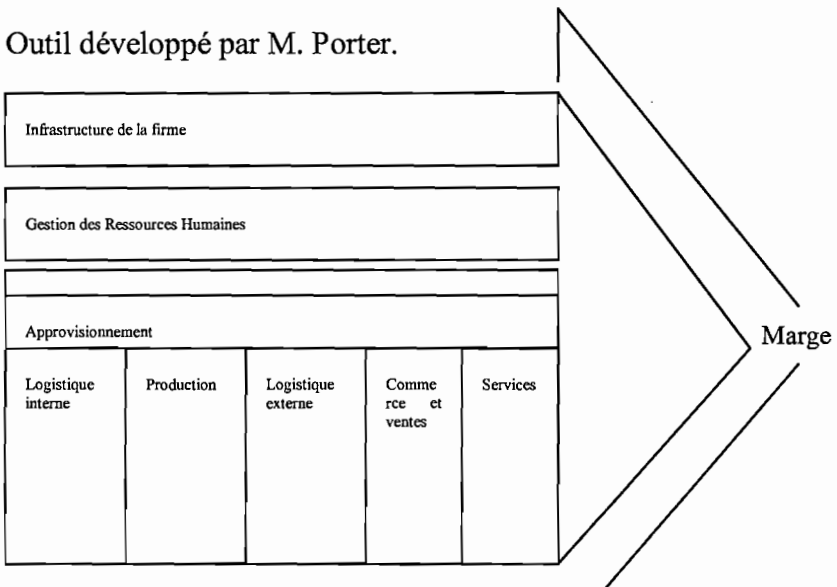 Outil développé par M. Porter.
Infrastructure de la firme
Gestion des Ressources Humaines
Approvisionnement
Marge
Logistique
interne
Production
Logistique
externe
Comme
rce et
ventes
Services